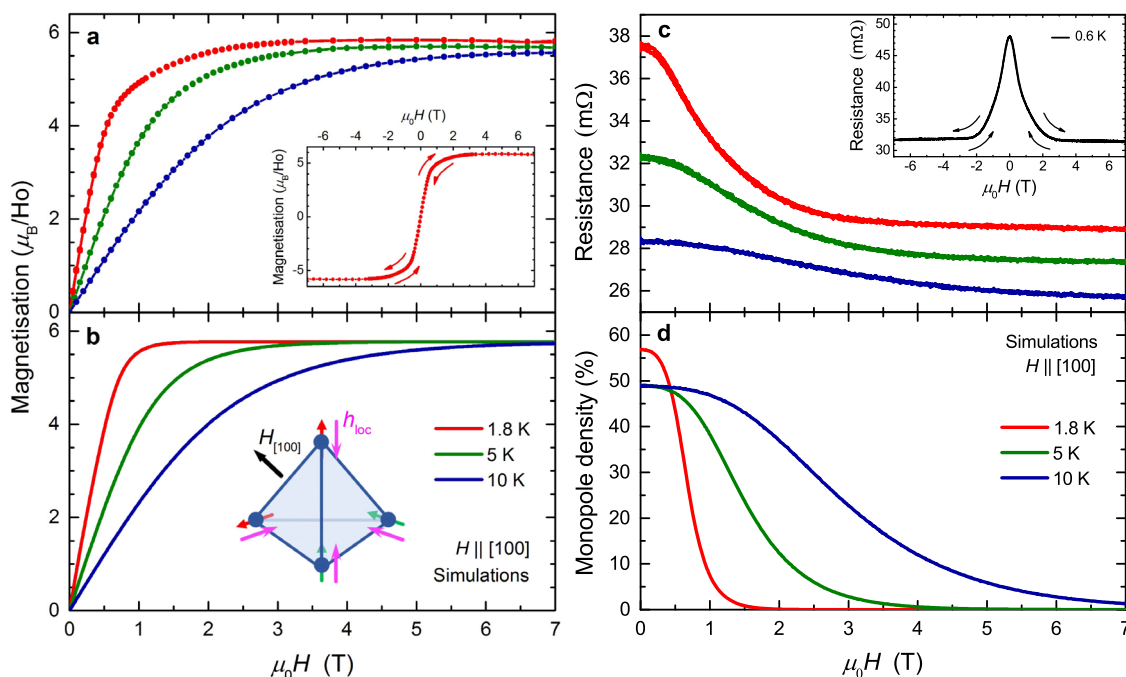 a
Magnetisation (μB/Ho)
6
4
2
0
μ0H (T)
-6 -4 -2 0 2 4 6
Magnetisation (μB/Ho)
5
0
-5
b
6
4
2
0
H[100]
hloc
1.8 K
5 K
10 K
H || [100]
Simulations
0 1 2 3 4 5 6 7
μ0H (T)
c
Resistance (mΩ)
38
36
34
32
30
28
26
Resistance (mΩ)
50
45
40
35
30
0.6 K
-6 -4 -2 0 2 4 6
μ0H (T)
d
Monopole density (%)
60
50
40
30
20
10
0
Simulations
H || [100]
1.8 K
5 K
10 K
0 1 2 3 4 5 6 7
μ0H (T)